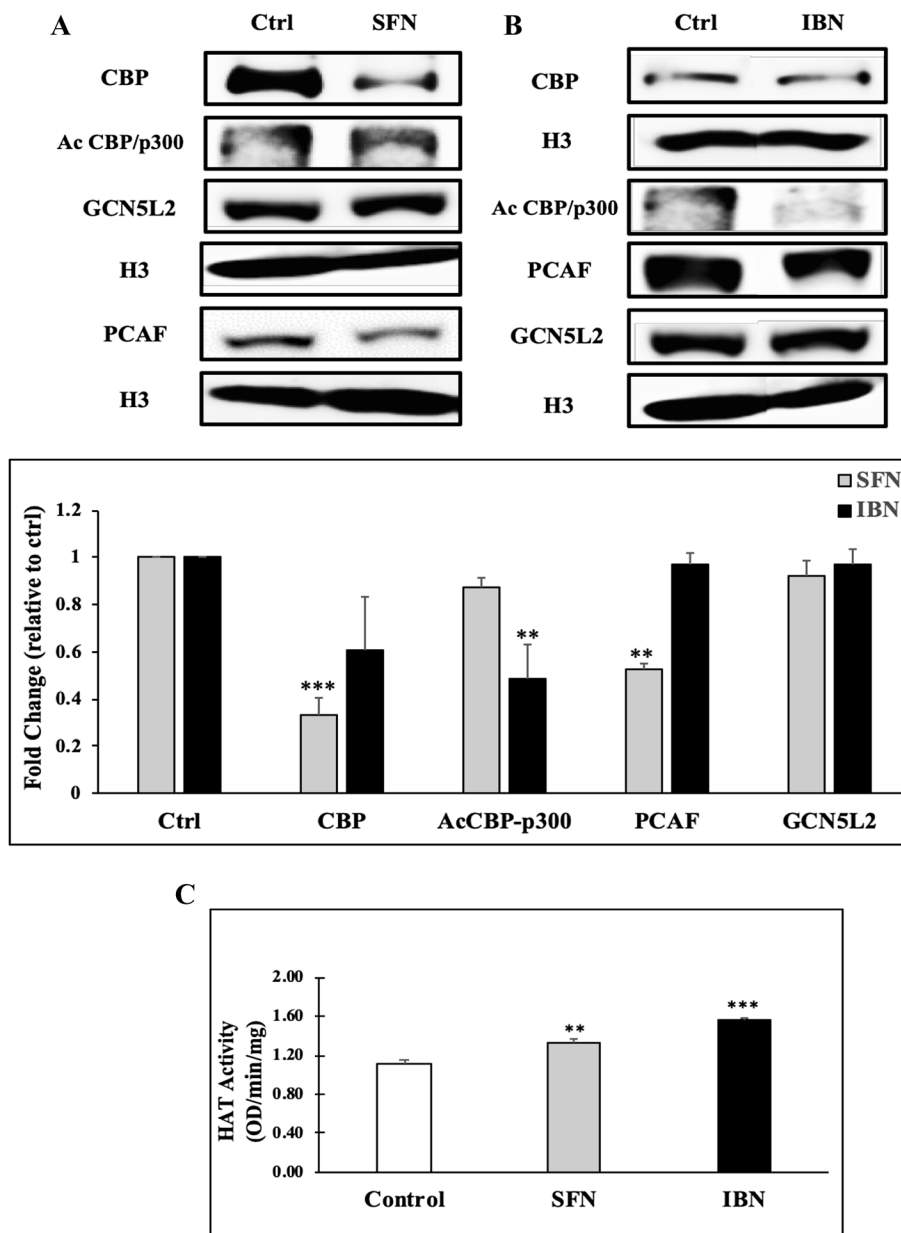 A Ctrl SFN
CBP
Ac CBP/p300
GCN5L2
H3
PCAF
H3
B Ctrl IBN
CBP
H3
Ac CBP/p300
PCAF
GCN5L2
H3
SFN
IBN
Fold Change (relative to ctrl)
1.2
1
0.8
0.6
0.4
0.2
0
***
**
**
Ctrl CBP AcCBP-p300 PCAF GCN5L2
C
HAT Activity
(OD/min/mg)
2.00
1.60
1.20
0.80
0.40
0.00
**
***
Control SFN IBN